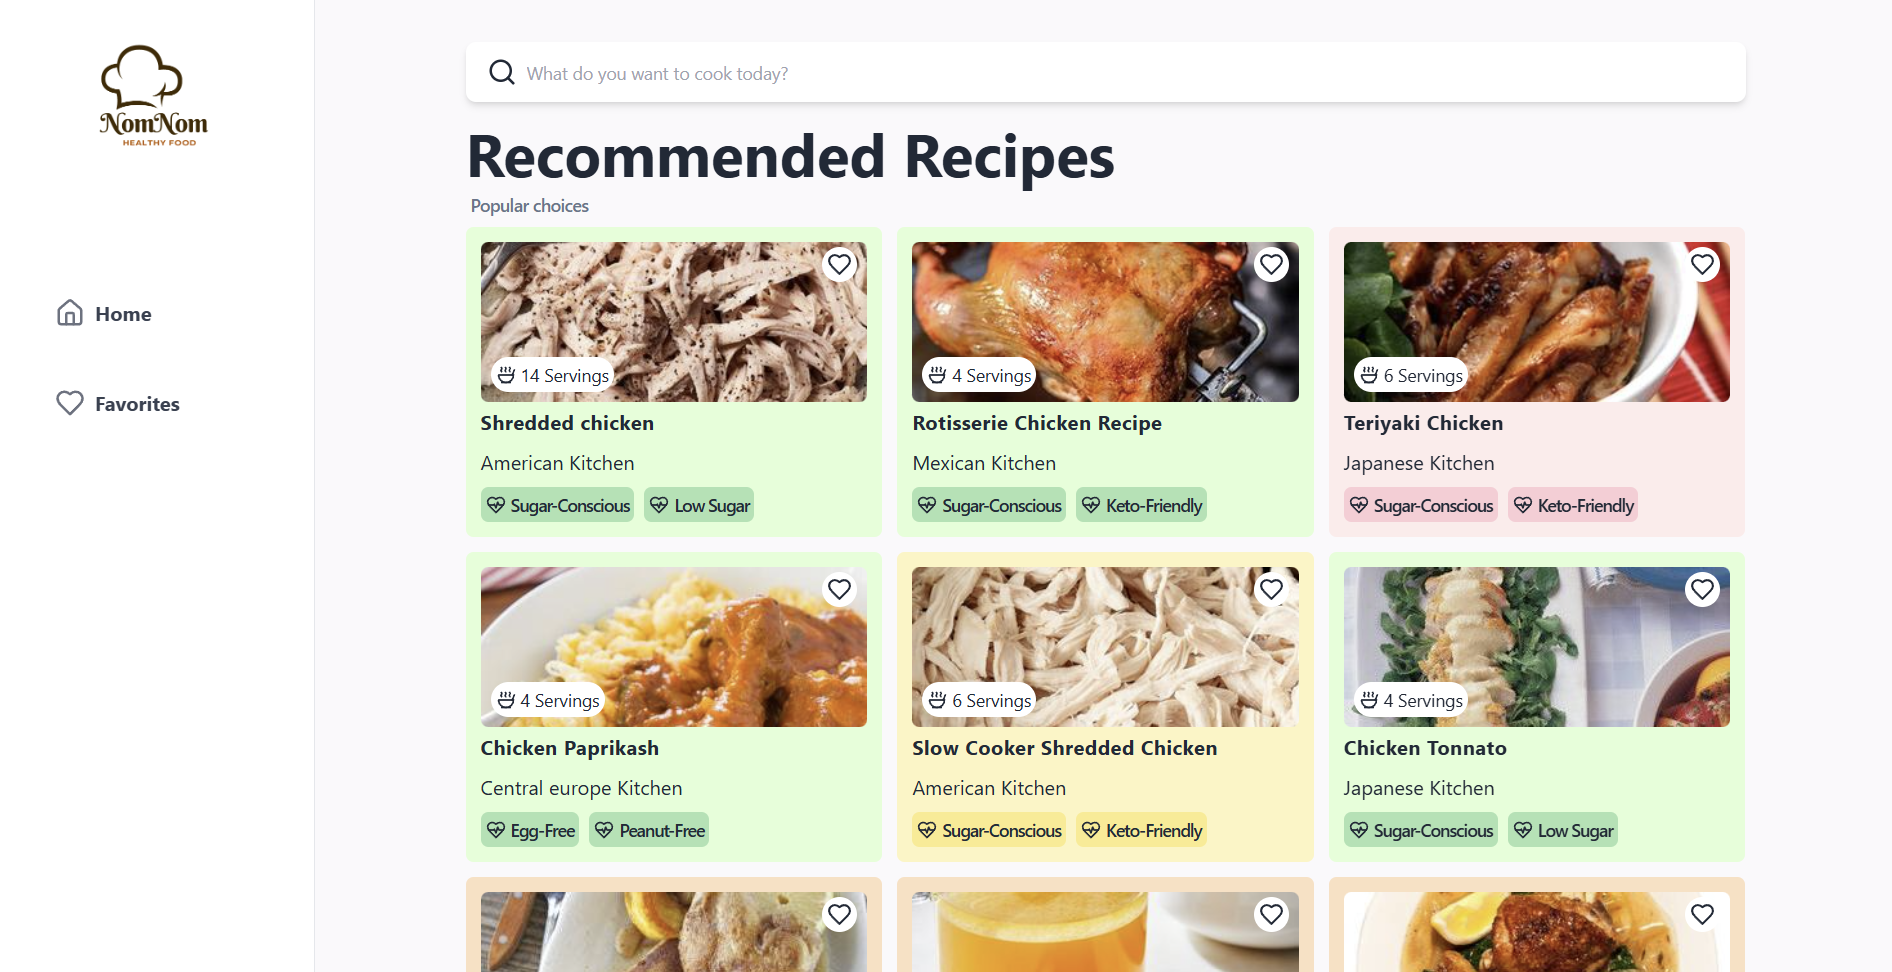 NomNom
HEALTHY FOOD
Home
Favorites
What do you want to cook today?
Recommended Recipes
Popular choices
14 Servings
Shredded chicken
American Kitchen
Sugar-Conscious Low Sugar
4 Servings
Rotisserie Chicken Recipe
Mexican Kitchen
Sugar-Conscious Keto-Friendly
6 Servings
Teriyaki Chicken
Japanese Kitchen
Sugar-Conscious Keto-Friendly
4 Servings
Chicken Paprikash
Central europe Kitchen
Egg-Free Peanut-Free
6 Servings
Slow Cooker Shredded Chicken
American Kitchen
Sugar-Conscious Keto-Friendly
4 Servings
Chicken Tonnato
Japanese Kitchen
Sugar-Conscious Low Sugar